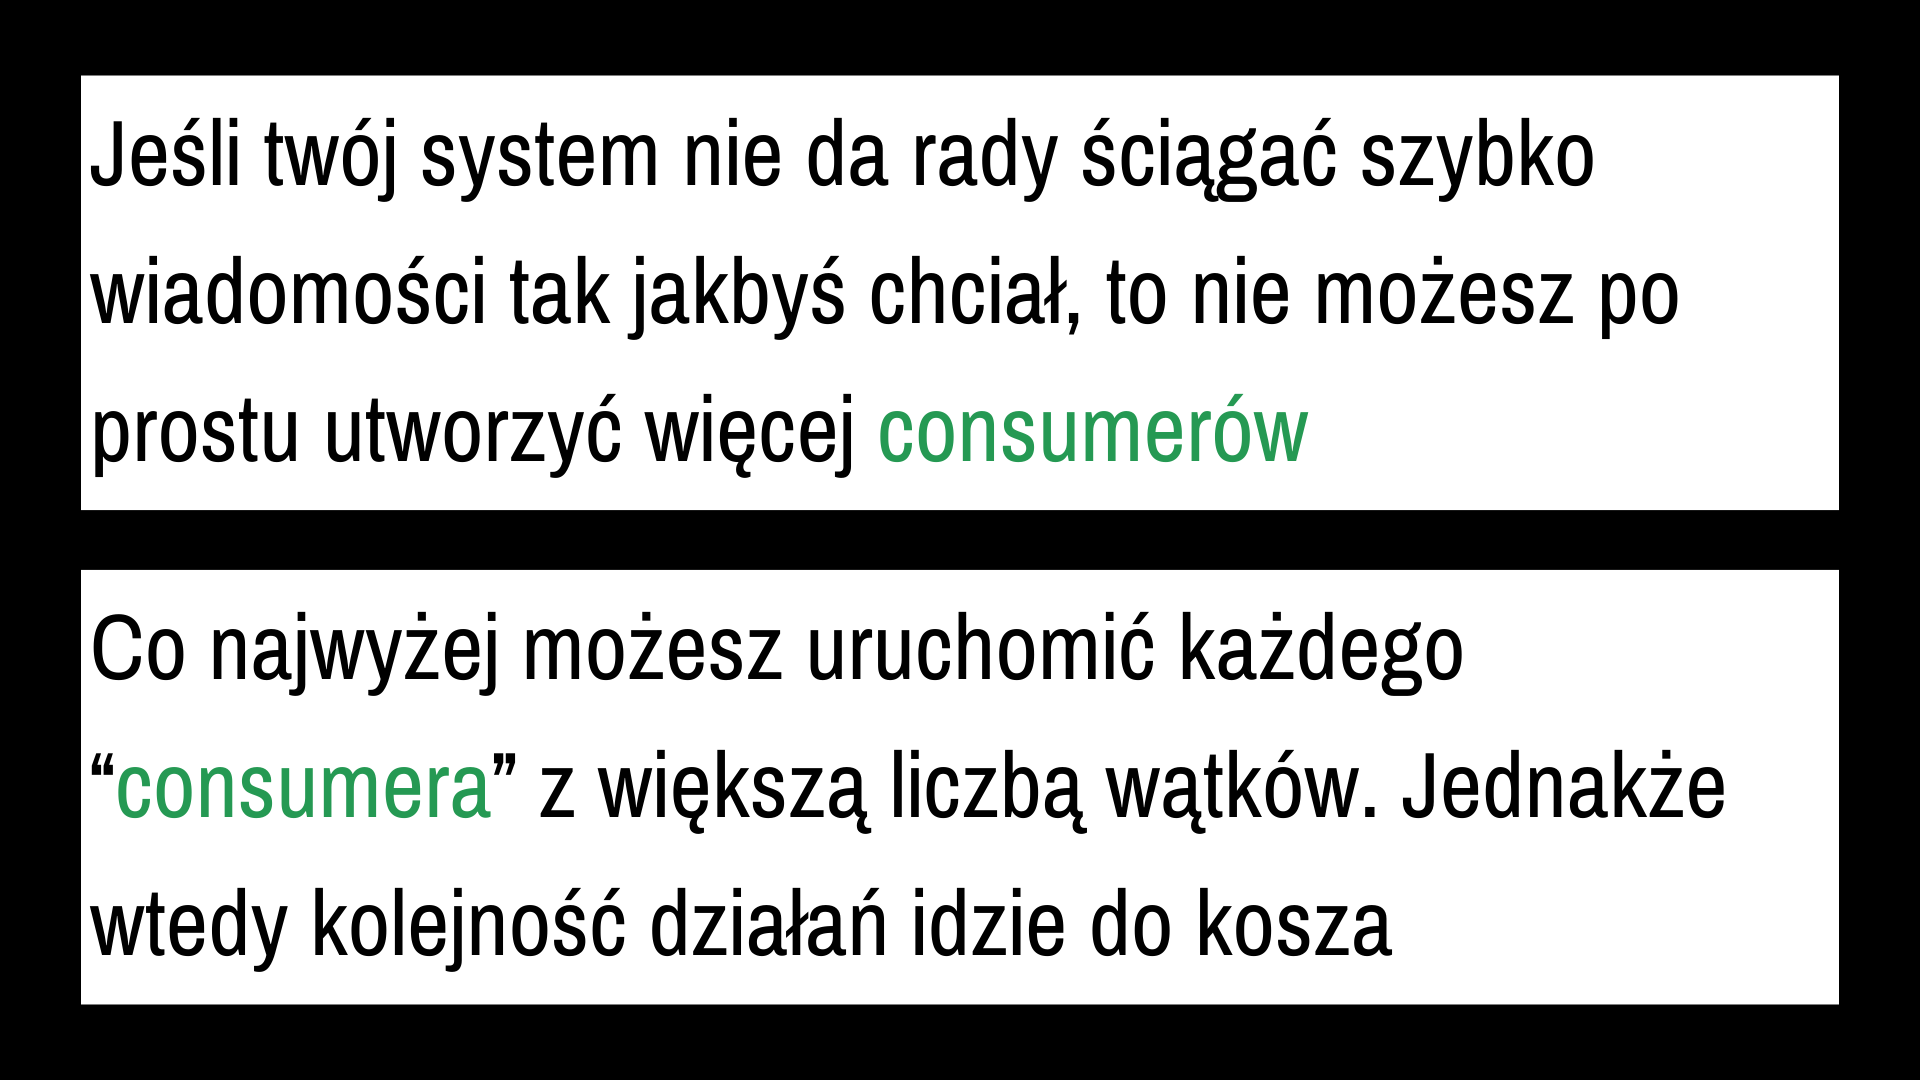 Jeśli twój system nie da rady ściągać szybko
wiadomości tak jakbyś chciał, to nie możesz po
prostu utworzyć więcej consumerów
Co najwyżej możesz uruchomić każdego
“consumera” z większą liczbą wątków. Jednakże
wtedy kolejność działań idzie do kosza